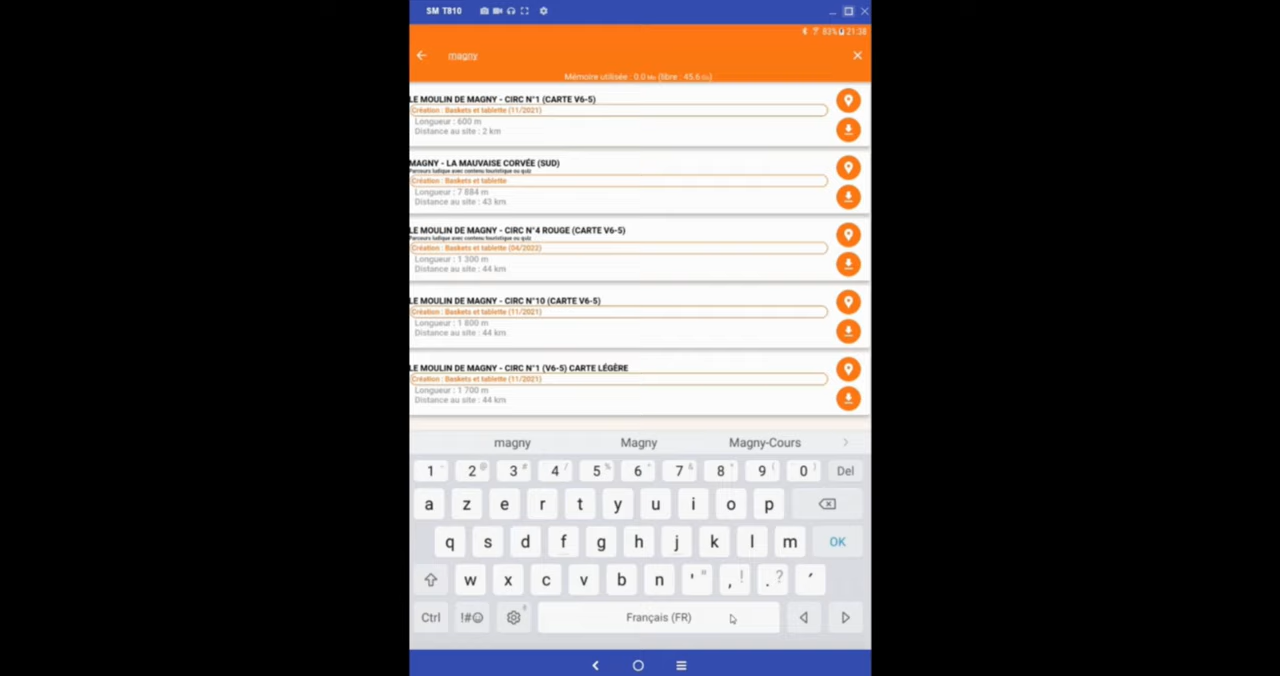 SM T810
83% 21:38
magny
Mémoire utilisée : 0.0 Mo (libre : 45.6 Go)
LE MOULIN DE MAGNY - CIRC N°1 (CARTE V6-5)
Création : Baskets et tablette (11/2021)
Longueur : 600 m
Distance au site : 2 km
MAGNY - LA MAUVAISE CORVÉE (SUD)
Parcours ludique avec contenu touristique ou quiz
Création : Baskets et tablette
Longueur : 7 884 m
Distance au site : 43 km
LE MOULIN DE MAGNY - CIRC N°4 ROUGE (CARTE V6-5)
Parcours ludique avec contenu touristique ou quiz
Création : Baskets et tablette (04/2022)
Longueur : 1 300 m
Distance au site : 44 km
LE MOULIN DE MAGNY - CIRC N°10 (CARTE V6-5)
Création : Baskets et tablette (11/2021)
Longueur : 1 800 m
Distance au site : 44 km
LE MOULIN DE MAGNY - CIRC N°1 (V6-5) CARTE LÉGÈRE
Création : Baskets et tablette (11/2021)
Longueur : 1 700 m
Distance au site : 44 km
magny Magny Magny-Cours
1 2 @ 3 # 4 / 5 % 6 ^ 7 & 8 * 9 ( 0 ) Del
a z e r t y u i o p
q s d f g h j k l m OK
w x c v b n ' " , ! . ? ´
Ctrl !#☺ Français (FR)